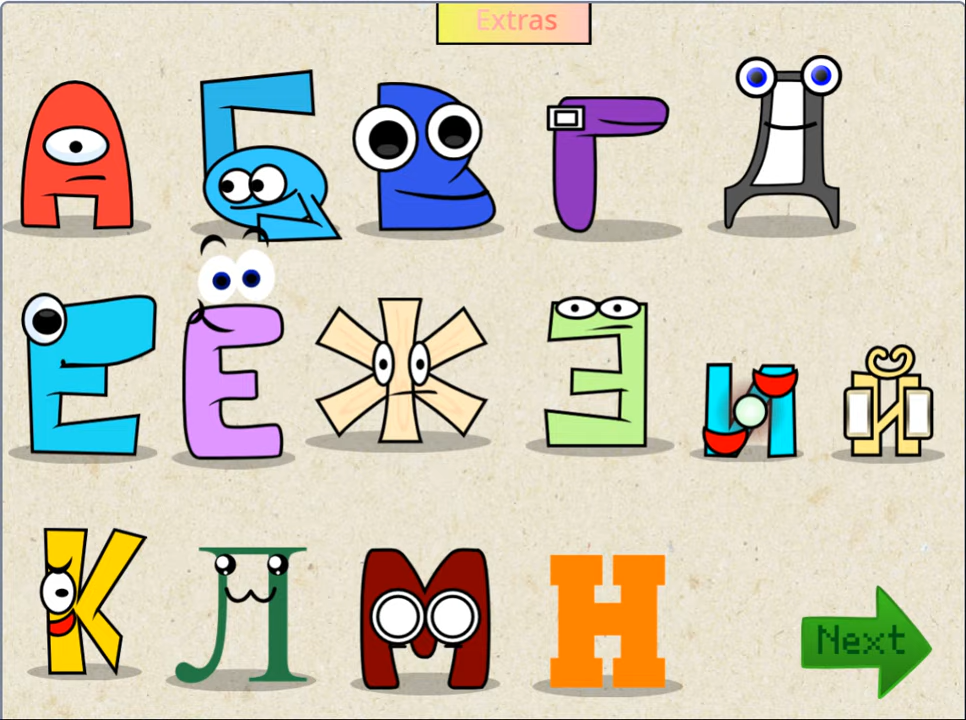 Extras
А Б В Г Д
Е Ё Ж З И Й
К Л М Н
Next